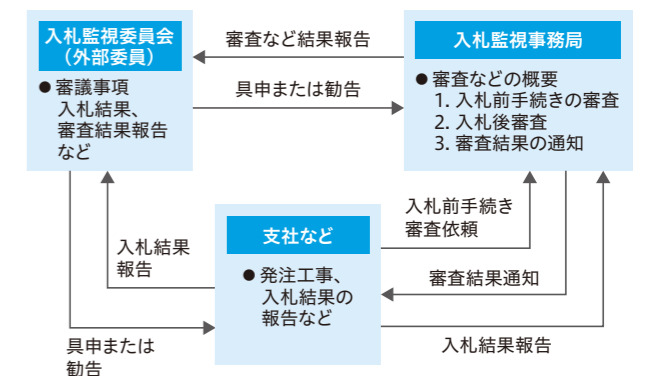 入札監視委員会
（外部委員）
● 審議事項
入札結果、
審査結果報告
など
審査など結果報告
具申または勧告
入札監視事務局
● 審査などの概要
1. 入札前手続きの審査
2. 入札後審査
3. 審査結果の通知
入札結果
報告
具申または
勧告
支社など
● 発注工事、
入札結果の
報告など
入札前手続き
審査依頼
審査結果通知
入札結果報告